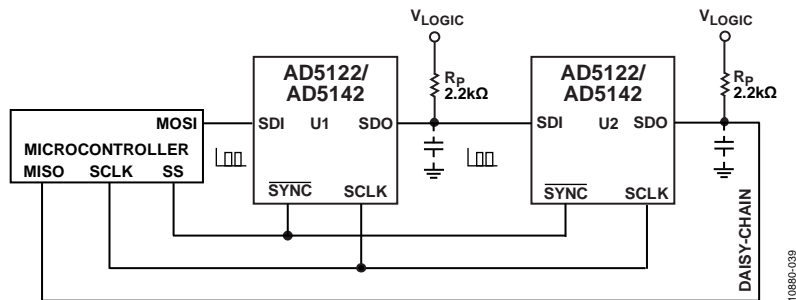 VLOGIC
VLOGIC
RP
2.2kΩ
RP
2.2kΩ
AD5122/
AD5142
AD5122/
AD5142
MOSI
SDI
U1
SDO
SDI
U2
SDO
MICROCONTROLLER
MISO
SCLK
SS
SYNC
SCLK
SYNC
SCLK
DAISY-CHAIN
10880-039